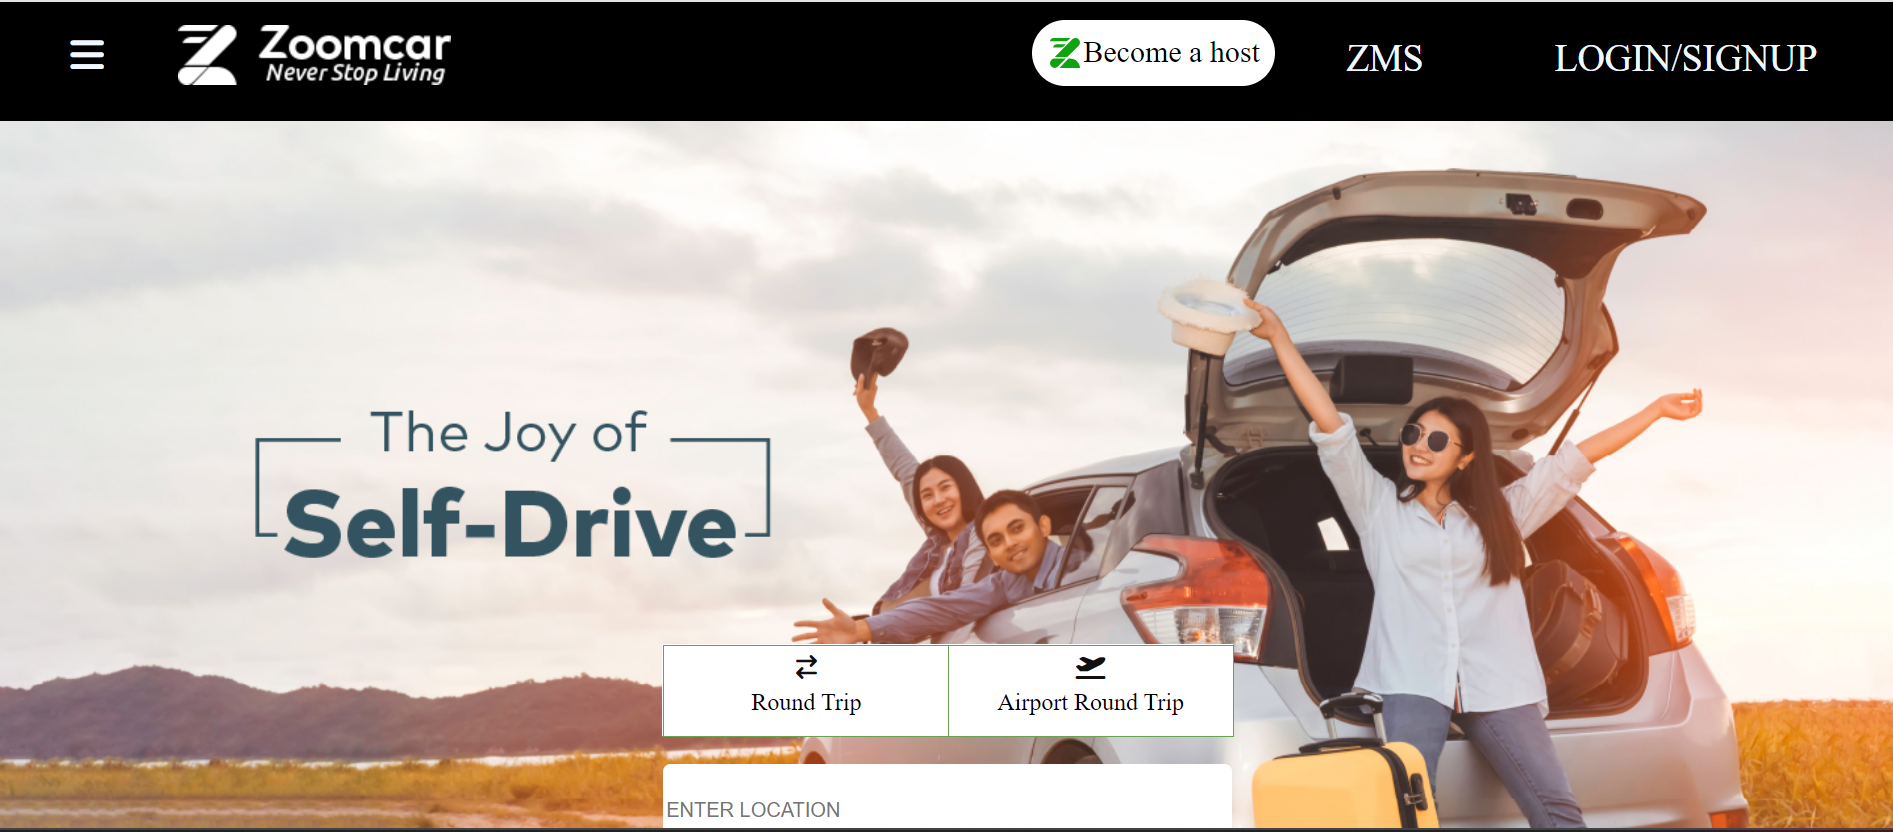 Zoomcar
Never Stop Living
Become a host
ZMS
LOGIN/SIGNUP
The Joy of
Self-Drive
Round Trip
Airport Round Trip
ENTER LOCATION